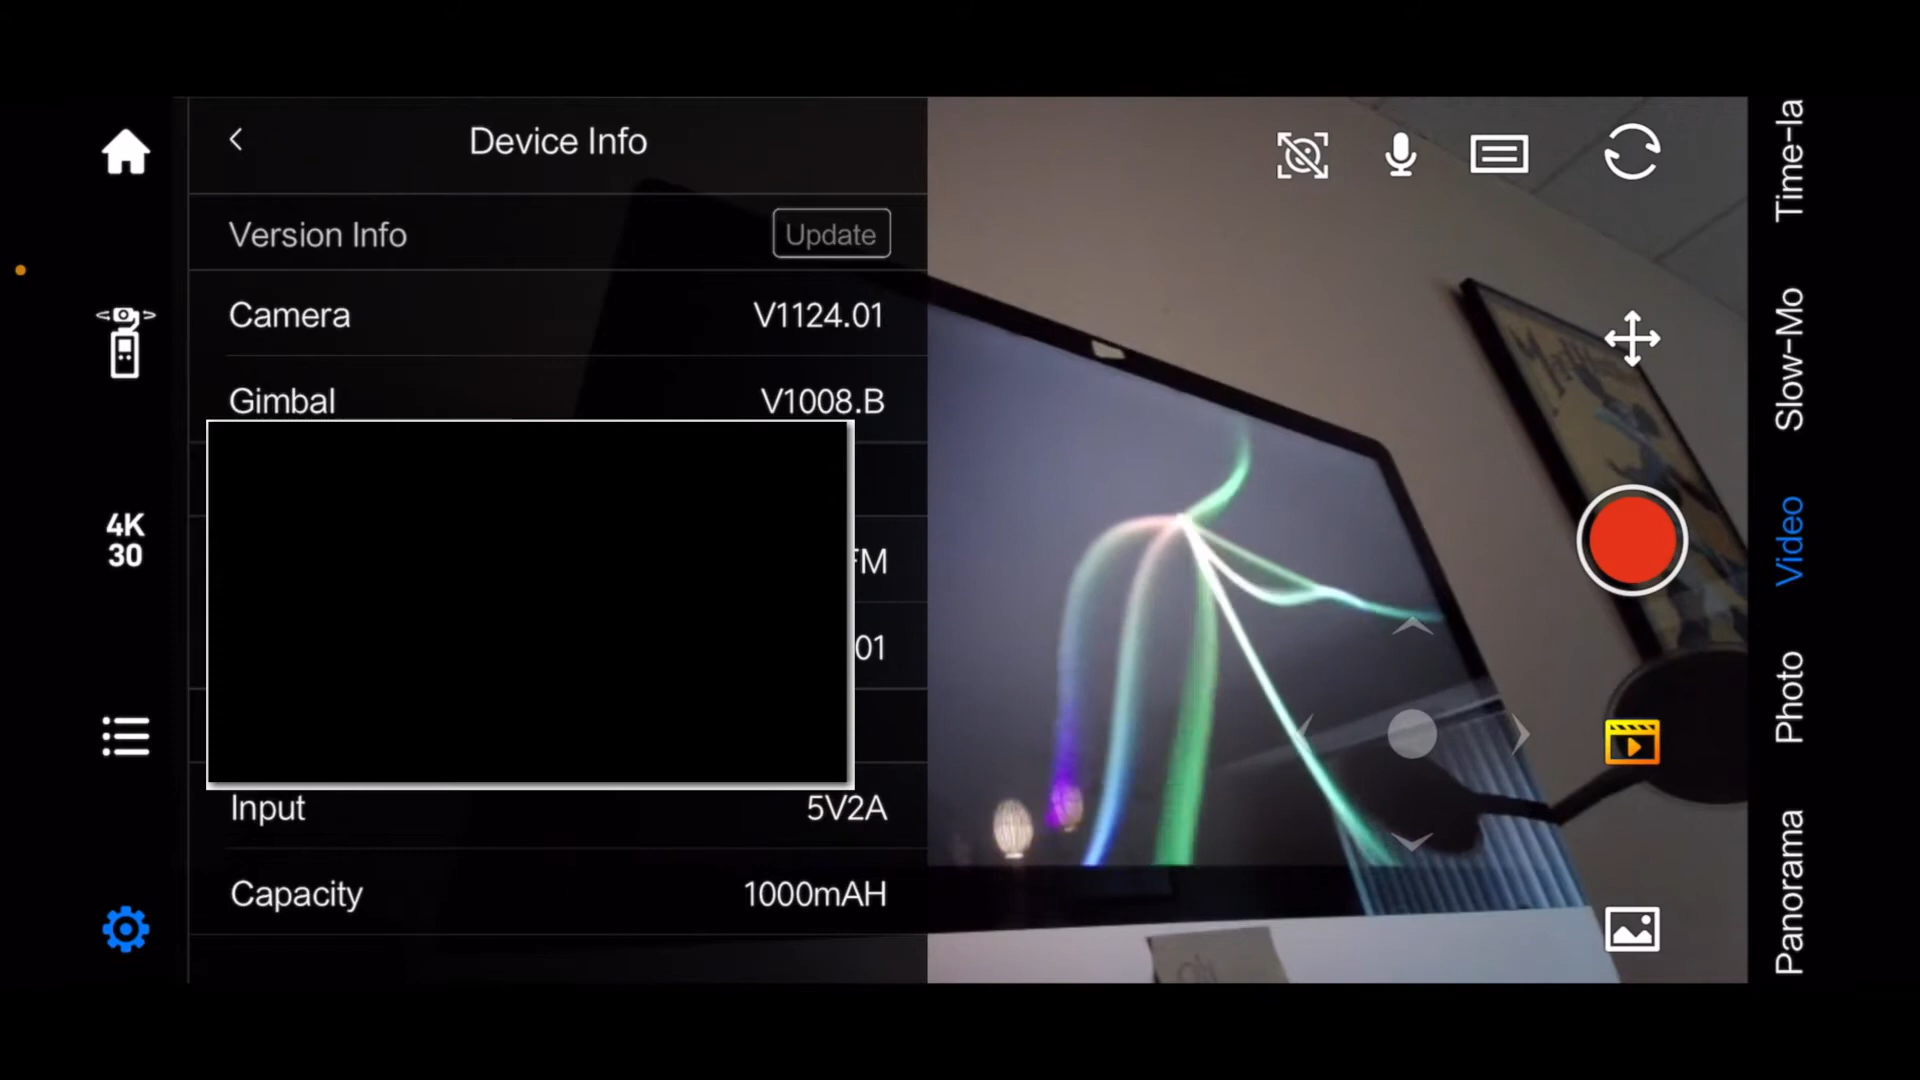 Device Info
Version Info Update
Camera V1124.01
Gimbal V1008.B
FM
01
Input 5V2A
Capacity 1000mAH
4K
30
Time-la
Slow-Mo
Video
Photo
Panorama